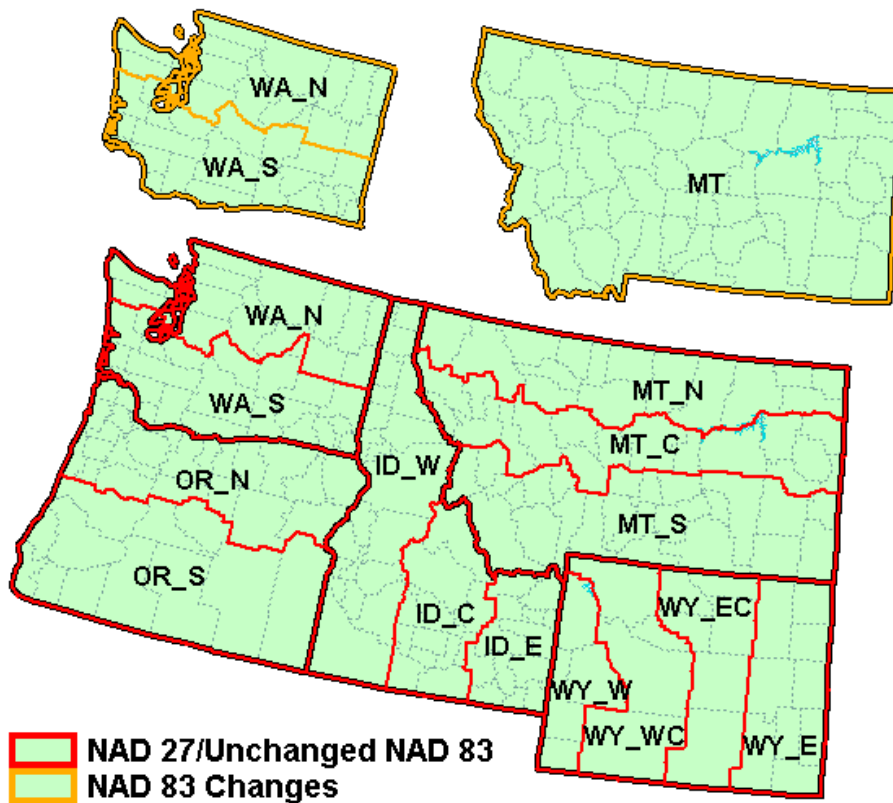 WA_N
WA_S
MT
WA_N
WA_S
MT_N
MT_C
ID_W
OR_N
MT_S
OR_S
WY_EC
ID_C
ID_E
WY_W
WY_WC
WY_E
NAD 27/Unchanged NAD 83
NAD 83 Changes